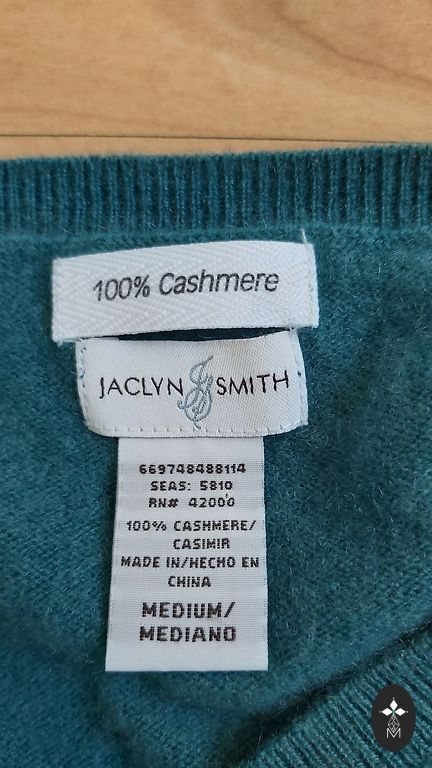 100% Cashmere
JACLYN JS SMITH
669748488114
SEAS: 5810
RN# 42000
100% CASHMERE/
CASIMIR
MADE IN/HECHO EN
CHINA
MEDIUM/
MEDIANO
M